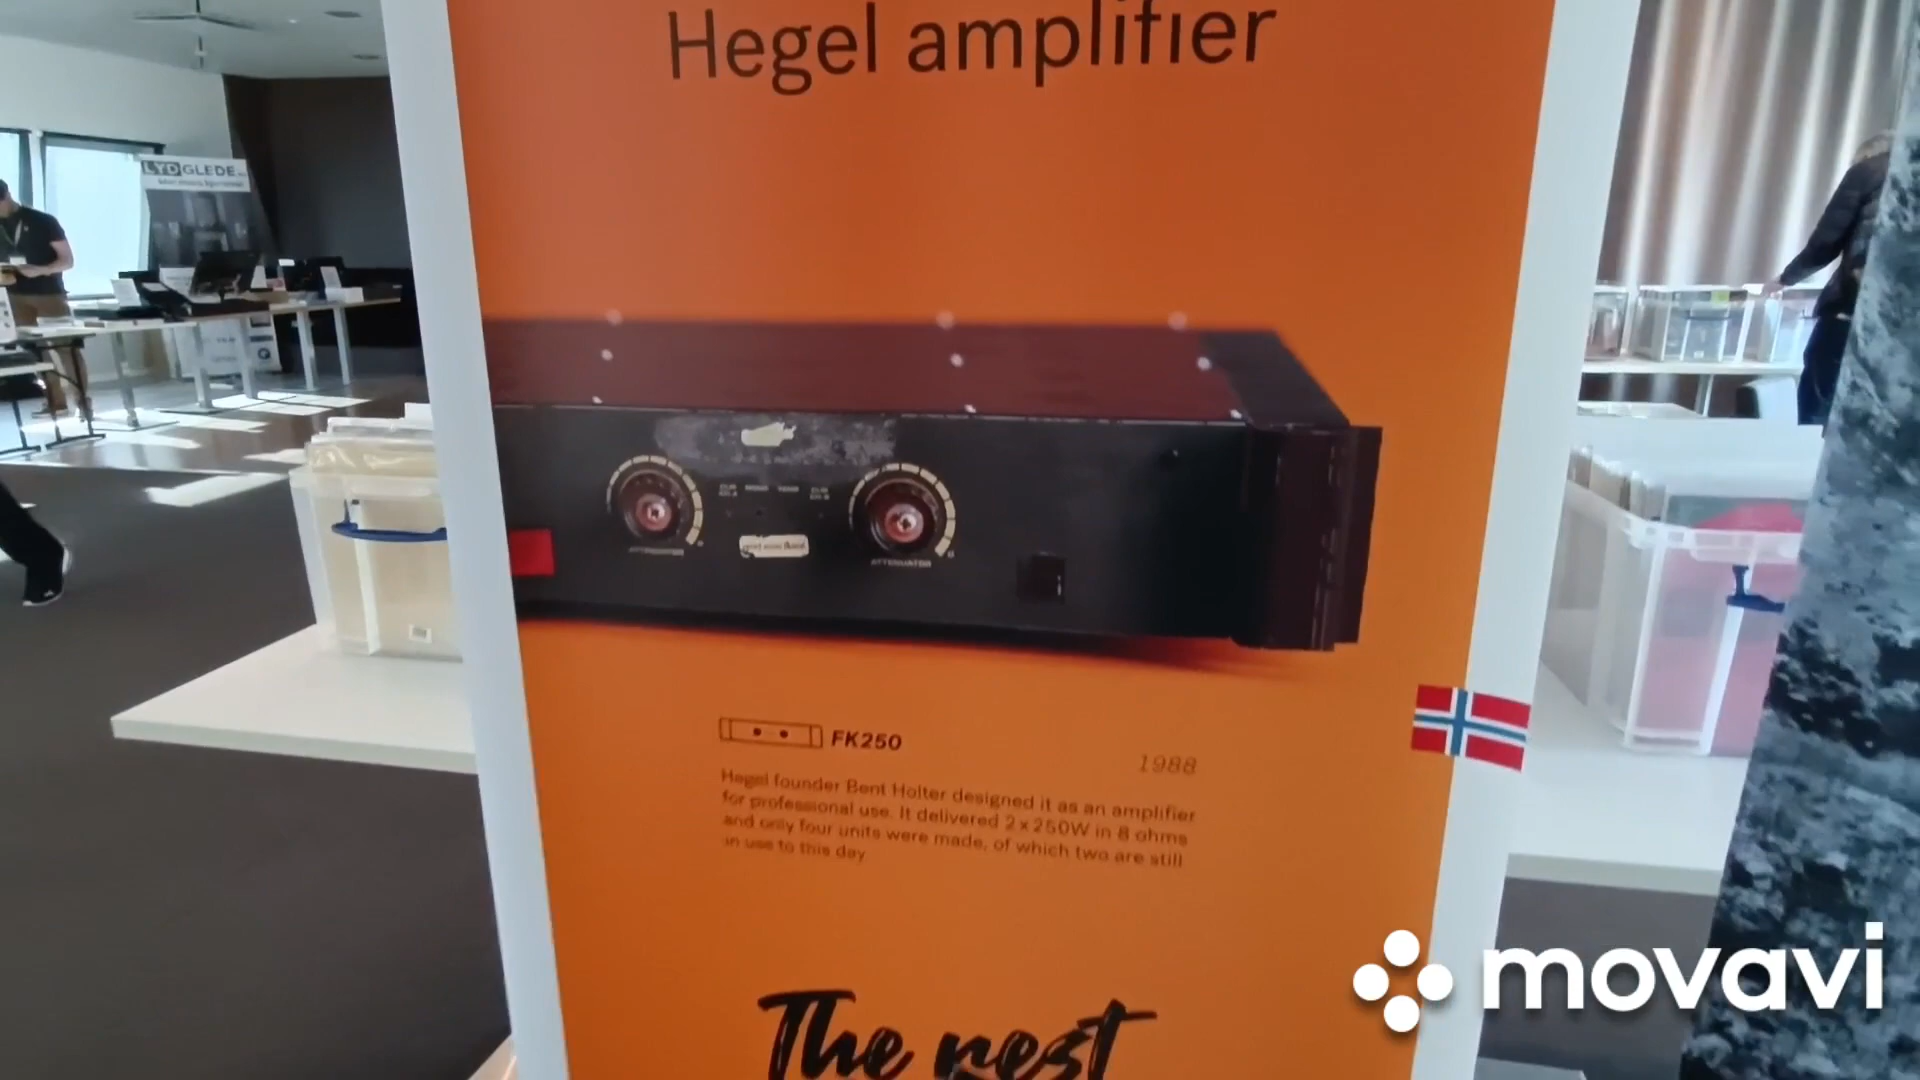 Hegel amplifier
LYDGLEDE
ATTENUATOR
ATTENUATOR
FK250
1988
Hegel founder Bent Holter designed it as an amplifier
for professional use. It delivered 2 x 250W in 8 ohms
and only four units were made, of which two are still
in use to this day
The rest
movavi